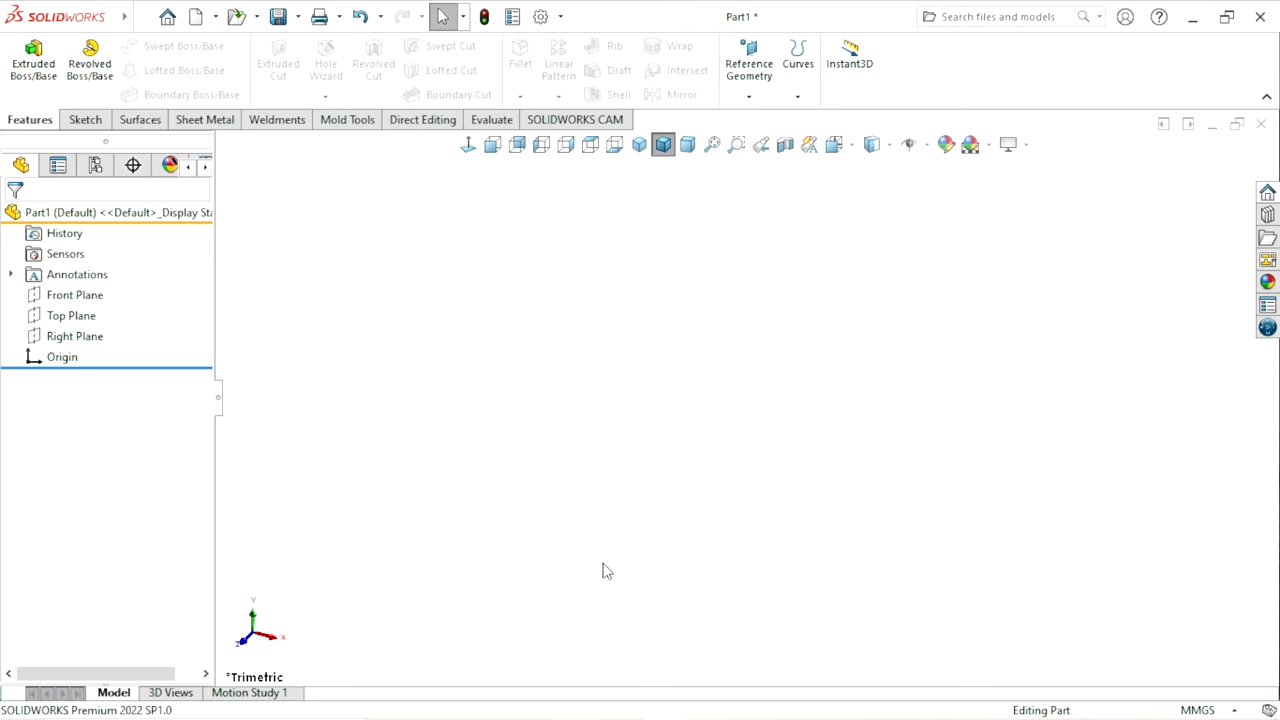 SOLIDWORKS
Part1 *
Search files and models
Extruded Boss/Base
Revolved Boss/Base
Swept Boss/Base
Lofted Boss/Base
Boundary Boss/Base
Extruded Cut
Hole Wizard
Revolved Cut
Swept Cut
Lofted Cut
Boundary Cut
Fillet
Linear Pattern
Rib
Draft
Shell
Wrap
Intersect
Mirror
Reference Geometry
Curves
Instant3D
Features
Sketch
Surfaces
Sheet Metal
Weldments
Mold Tools
Direct Editing
Evaluate
SOLIDWORKS CAM
Part1 (Default) <<Default>_Display Sta
History
Sensors
Annotations
Front Plane
Top Plane
Right Plane
Origin
Y
X
Z
*Trimetric
Model
3D Views
Motion Study 1
SOLIDWORKS Premium 2022 SP1.0
Editing Part
MMGS